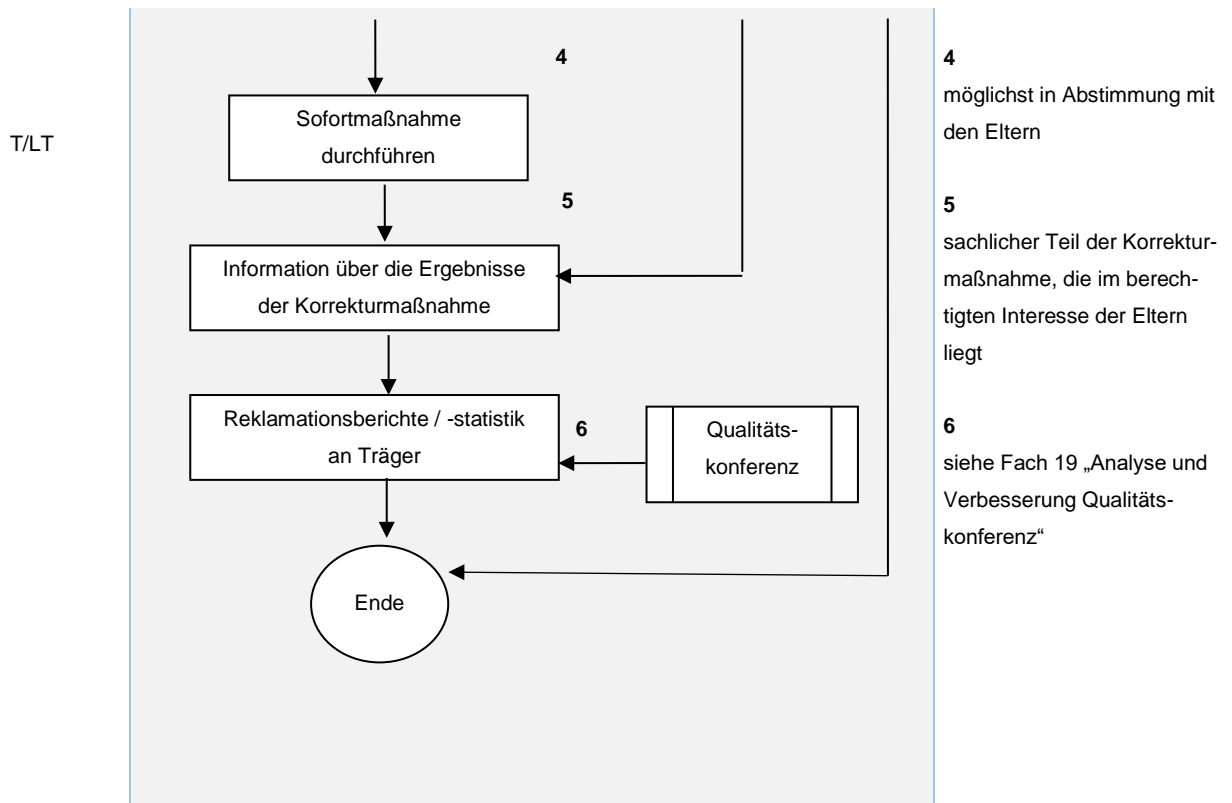 T/LT
4
Sofortmaßnahme
durchführen
5
Information über die Ergebnisse
der Korrekturmaßnahme
Reklamationsberichte / -statistik
an Träger
6
Qualitäts-
konferenz
Ende
4
möglichst in Abstimmung mit
den Eltern
5
sachlicher Teil der Korrektur-
maßnahme, die im berech-
tigten Interesse der Eltern
liegt
6
siehe Fach 19 „Analyse und
Verbesserung Qualitäts-
konferenz“